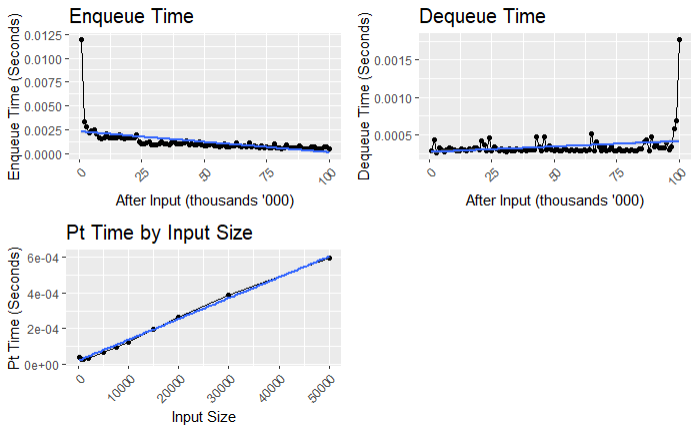 Enqueue Time
Enqueue Time (Seconds)
0.0125
0.0100
0.0075
0.0050
0.0025
0.0000
0
25
50
75
100
After Input (thousands '000)
Dequeue Time
Dequeue Time (Seconds)
0.0015
0.0010
0.0005
0
25
50
75
100
After Input (thousands '000)
Pt Time by Input Size
Pt Time (Seconds)
6e-04
4e-04
2e-04
0e+00
0
10000
20000
30000
40000
50000
Input Size